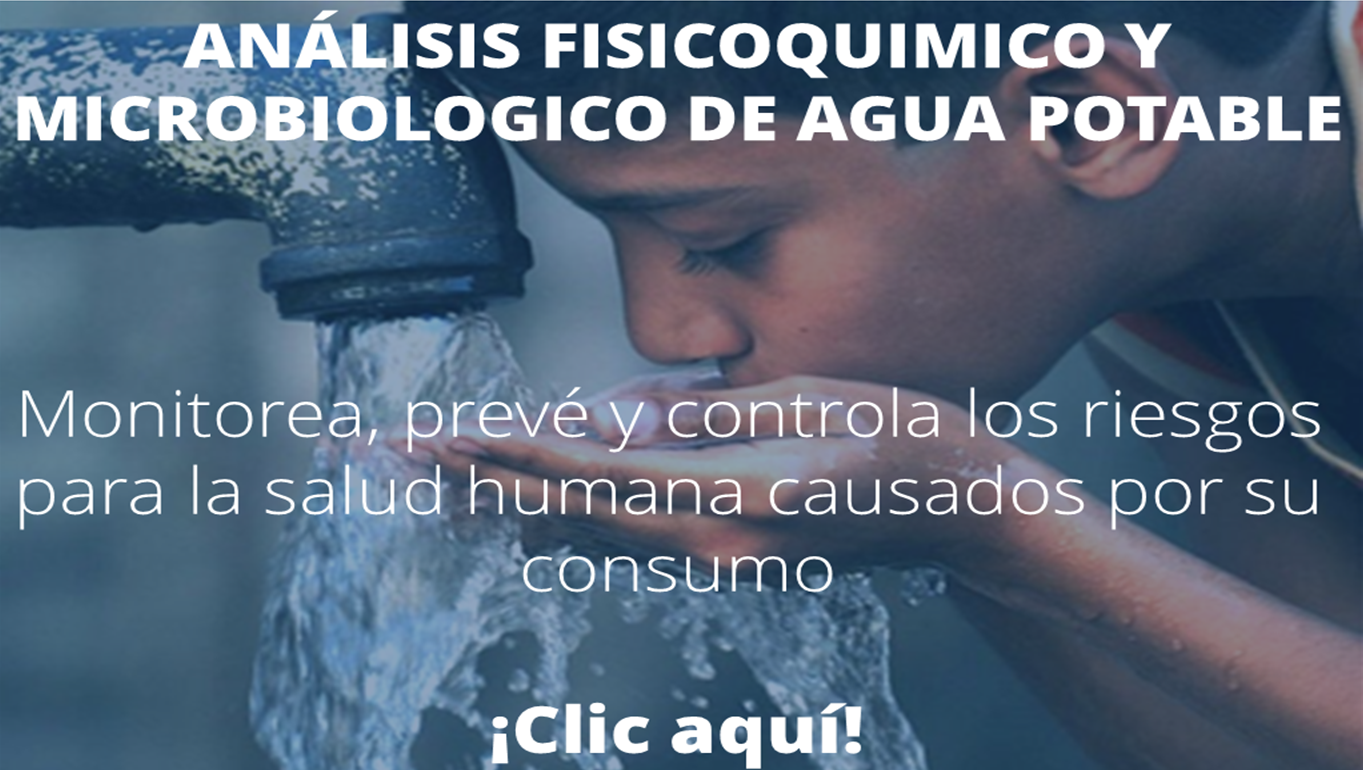 ANÁLISIS FISICOQUIMICO Y
MICROBIOLOGICO DE AGUA POTABLE
Monitorea, prevé y controla los riesgos
para la salud humana causados por su
consumo
¡Clic aquí!